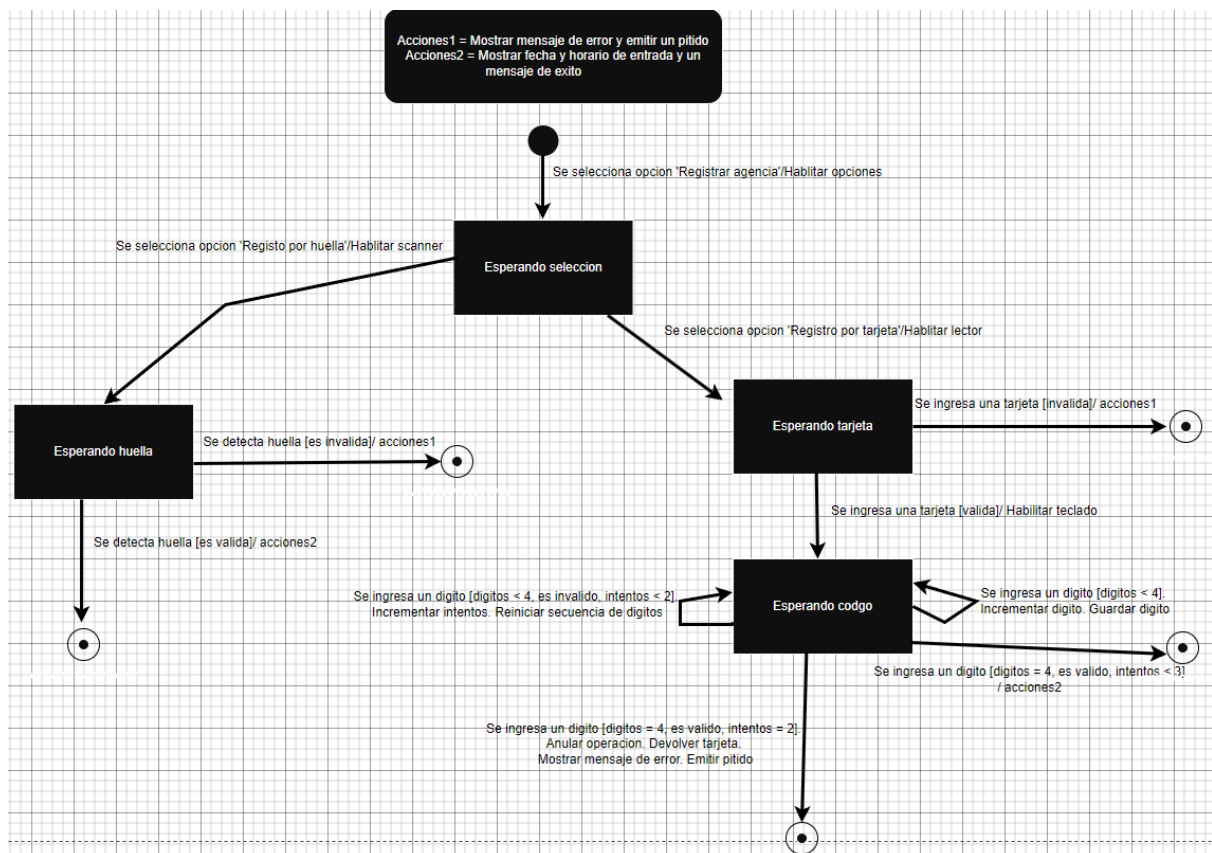 Acciones1 = Mostrar mensaje de error y emitir un pitido
Acciones2 = Mostrar fecha y horario de entrada y un
mensaje de exito
Se selecciona opcion 'Registrar agencia'/Hablitar opciones
Se selecciona opcion 'Registo por huella'/Hablitar scanner
Esperando seleccion
Se selecciona opcion 'Registro por tarjeta'/Hablitar lector
Se ingresa una tarjeta [invalida]/ acciones1
Esperando tarjeta
Se detecta huella [es invalida]/ acciones1
Esperando huella
Se ingresa una tarjeta [valida]/ Habilitar teclado
Se detecta huella [es valida]/ acciones2
Se ingresa un digito [digitos < 4, es invalido, intentos < 2].
Incrementar intentos. Reiniciar secuencia de digitos
Esperando codgo
Se ingresa un digito [digitos < 4].
Incrementar digito. Guardar digito
Se ingresa un digito [digitos = 4, es valido, intentos < 3]
/ acciones2
Se ingresa un digito [digitos = 4, es valido, intentos = 2].
Anular operacion. Devolver tarjeta.
Mostrar mensaje de error. Emitir pitido